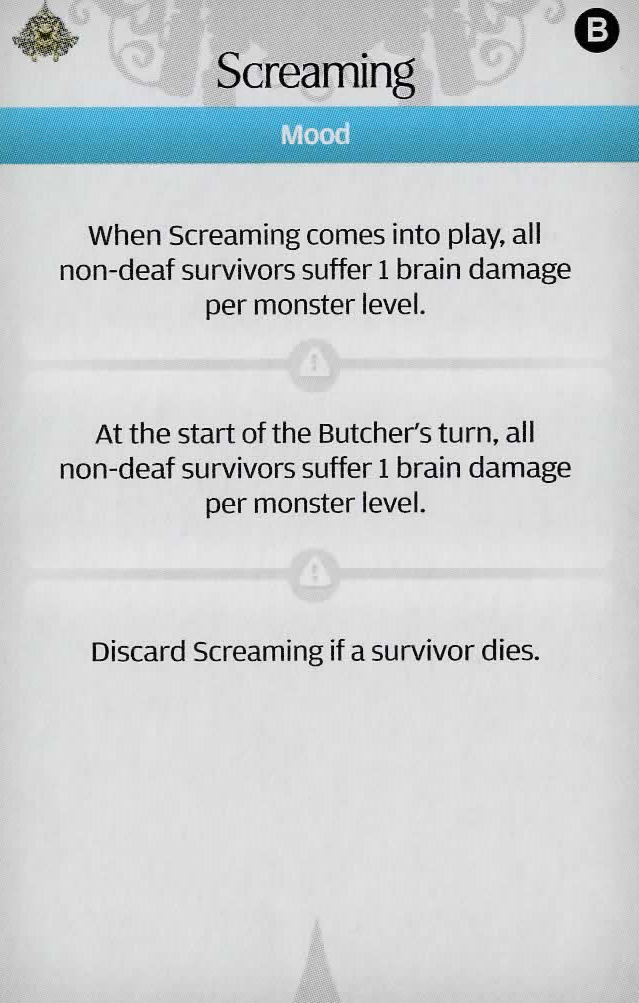 B
Screaming
Mood
When Screaming comes into play, all
non-deaf survivors suffer 1 brain damage
per monster level.
At the start of the Butcher's turn, all
non-deaf survivors suffer 1 brain damage
per monster level.
Discard Screaming if a survivor dies.